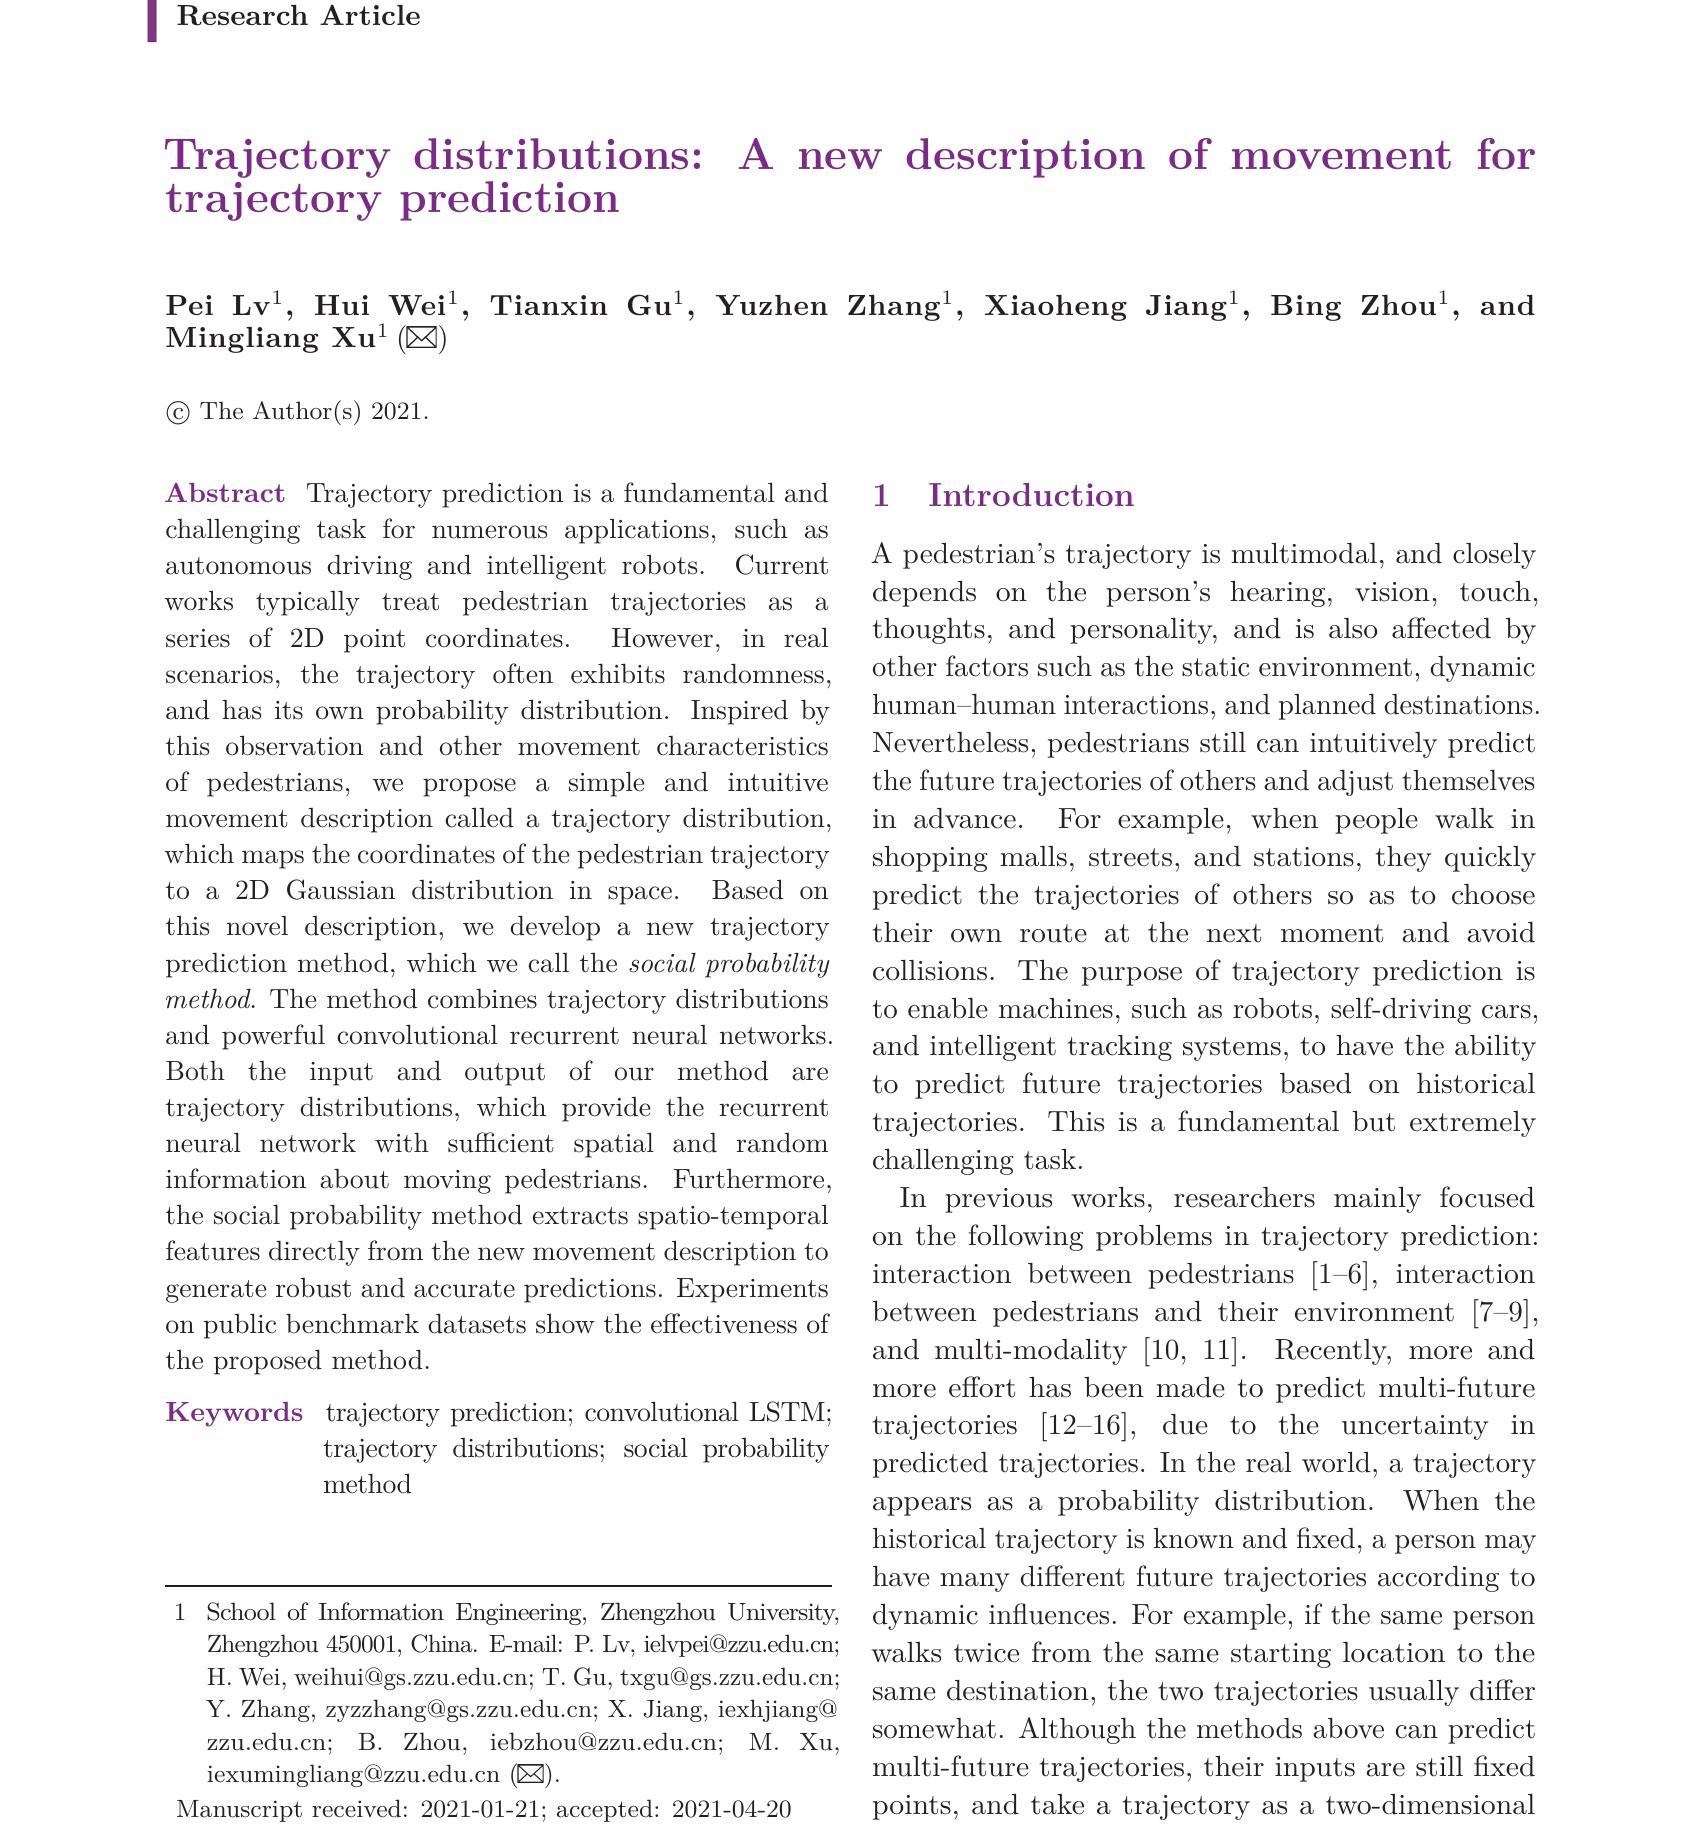 Research Article
Trajectory distributions: A new description of movement for
trajectory prediction
Pei Lv1, Hui Wei1, Tianxin Gu1, Yuzhen Zhang1, Xiaoheng Jiang1, Bing Zhou1, and
Mingliang Xu1 (✉)
© The Author(s) 2021.
Abstract Trajectory prediction is a fundamental and
challenging task for numerous applications, such as
autonomous driving and intelligent robots. Current
works typically treat pedestrian trajectories as a
series of 2D point coordinates. However, in real
scenarios, the trajectory often exhibits randomness,
and has its own probability distribution. Inspired by
this observation and other movement characteristics
of pedestrians, we propose a simple and intuitive
movement description called a trajectory distribution,
which maps the coordinates of the pedestrian trajectory
to a 2D Gaussian distribution in space. Based on
this novel description, we develop a new trajectory
prediction method, which we call the social probability
method. The method combines trajectory distributions
and powerful convolutional recurrent neural networks.
Both the input and output of our method are
trajectory distributions, which provide the recurrent
neural network with sufficient spatial and random
information about moving pedestrians. Furthermore,
the social probability method extracts spatio-temporal
features directly from the new movement description to
generate robust and accurate predictions. Experiments
on public benchmark datasets show the effectiveness of
the proposed method.
Keywords trajectory prediction; convolutional LSTM;
trajectory distributions; social probability
method
1 School of Information Engineering, Zhengzhou University,
Zhengzhou 450001, China. E-mail: P. Lv, ielvpei@zzu.edu.cn;
H. Wei, weihui@gs.zzu.edu.cn; T. Gu, txgu@gs.zzu.edu.cn;
Y. Zhang, zyzzhang@gs.zzu.edu.cn; X. Jiang, iexhjiang@
zzu.edu.cn; B. Zhou, iebzhou@zzu.edu.cn; M. Xu,
iexumingliang@zzu.edu.cn (✉).
Manuscript received: 2021-01-21; accepted: 2021-04-20
1 Introduction
A pedestrian's trajectory is multimodal, and closely
depends on the person's hearing, vision, touch,
thoughts, and personality, and is also affected by
other factors such as the static environment, dynamic
human–human interactions, and planned destinations.
Nevertheless, pedestrians still can intuitively predict
the future trajectories of others and adjust themselves
in advance. For example, when people walk in
shopping malls, streets, and stations, they quickly
predict the trajectories of others so as to choose
their own route at the next moment and avoid
collisions. The purpose of trajectory prediction is
to enable machines, such as robots, self-driving cars,
and intelligent tracking systems, to have the ability
to predict future trajectories based on historical
trajectories. This is a fundamental but extremely
challenging task.
In previous works, researchers mainly focused
on the following problems in trajectory prediction:
interaction between pedestrians [1–6], interaction
between pedestrians and their environment [7–9],
and multi-modality [10, 11]. Recently, more and
more effort has been made to predict multi-future
trajectories [12–16], due to the uncertainty in
predicted trajectories. In the real world, a trajectory
appears as a probability distribution. When the
historical trajectory is known and fixed, a person may
have many different future trajectories according to
dynamic influences. For example, if the same person
walks twice from the same starting location to the
same destination, the two trajectories usually differ
somewhat. Although the methods above can predict
multi-future trajectories, their inputs are still fixed
points, and take a trajectory as a two-dimensional